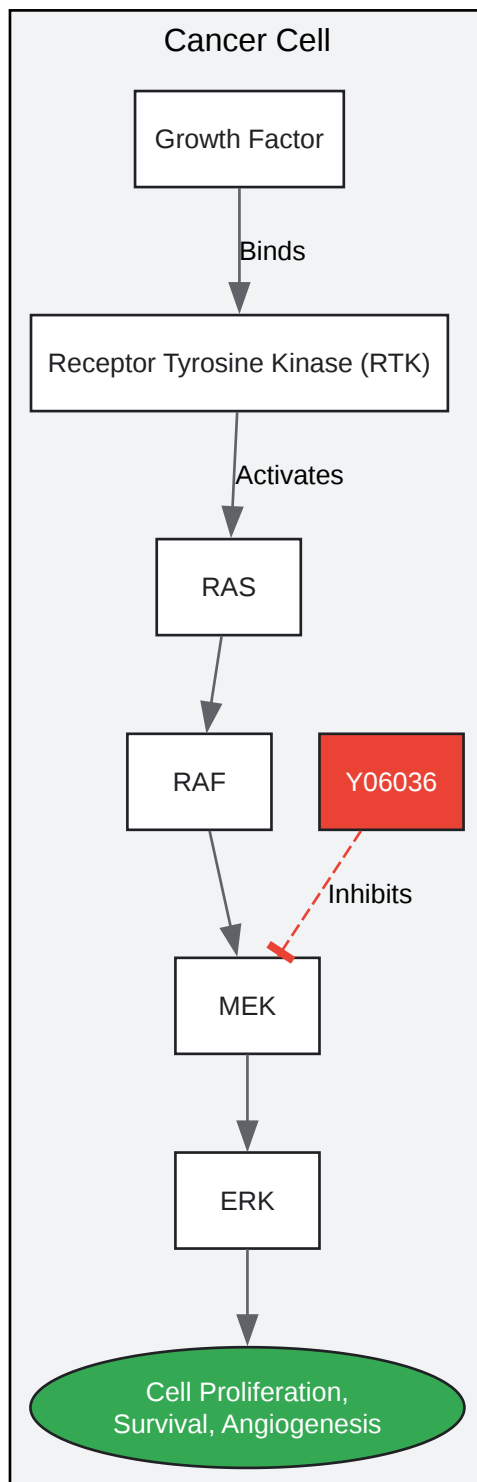 Cancer Cell
Growth Factor
Binds
Receptor Tyrosine Kinase (RTK)
Activates
RAS
RAF
Y06036
Inhibits
MEK
ERK
Cell Proliferation,
Survival, Angiogenesis